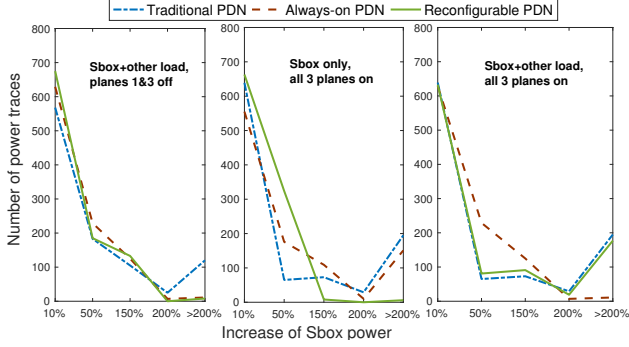 Traditional PDN Always-on PDN Reconfigurable PDN
Number of power traces
800
700
600
500
400
300
200
100
0
Sbox+other load,
planes 1&3 off
10% 50% 150% 200% >200%
800
700
600
500
400
300
200
100
0
Sbox only,
all 3 planes on
10% 50% 150% 200% >200%
800
700
600
500
400
300
200
100
0
Sbox+other load,
all 3 planes on
10% 50% 150% 200% >200%
Increase of Sbox power